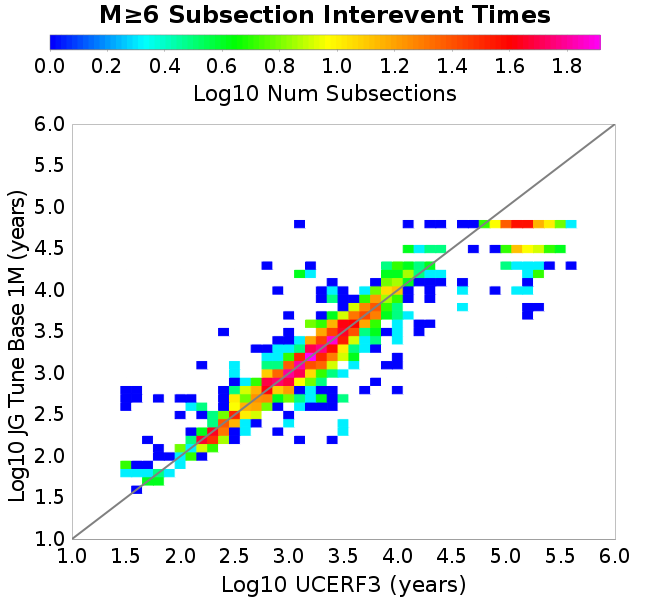 M≥6 Subsection Interevent Times
0.0 0.2 0.4 0.6 0.8 1.0 1.2 1.4 1.6 1.8
Log10 Num Subsections
Log10 JG Tune Base 1M (years)
6.0
5.5
5.0
4.5
4.0
3.5
3.0
2.5
2.0
1.5
1.0
1.0 1.5 2.0 2.5 3.0 3.5 4.0 4.5 5.0 5.5 6.0
Log10 UCERF3 (years)